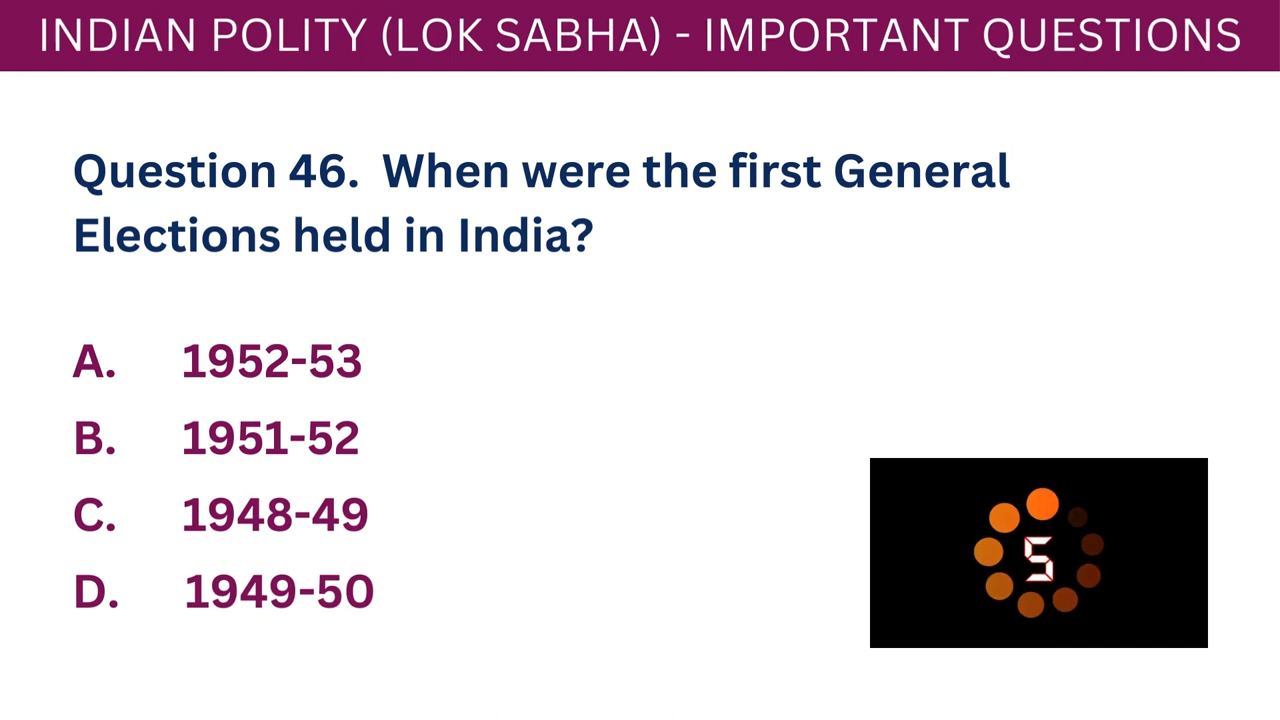 INDIAN POLITY (LOK SABHA) - IMPORTANT QUESTIONS
Question 46. When were the first General
Elections held in India?
A. 1952-53
B. 1951-52
C. 1948-49
D. 1949-50
5